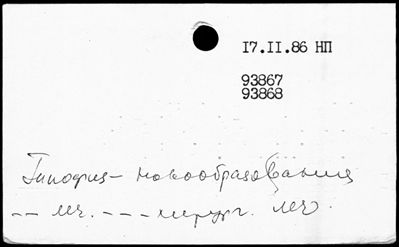 17.II.86 НП
93867
93868
Гипофиз - новообразования
-- леч. --- хирург. леч.